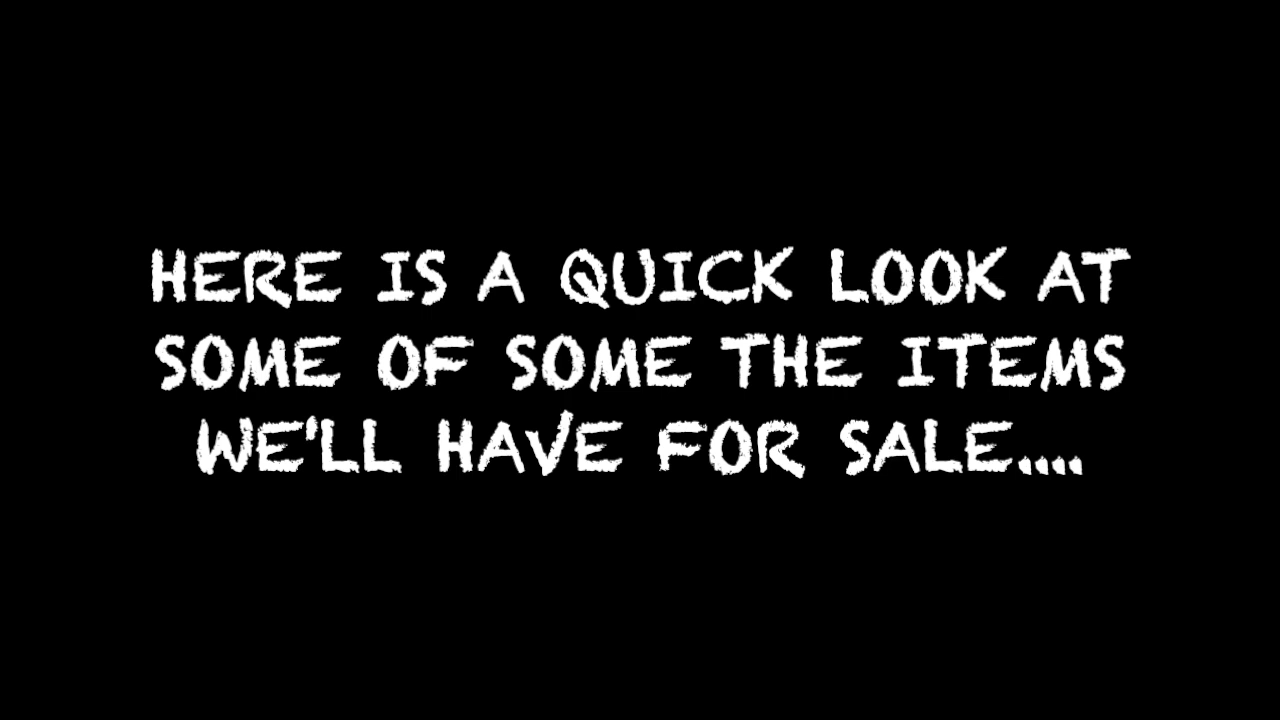 HERE IS A QUICK LOOK AT
SOME OF SOME THE ITEMS
WE'LL HAVE FOR SALE....